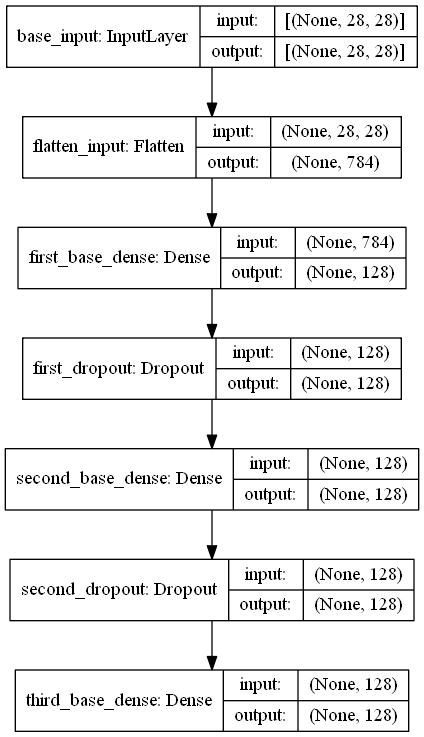 base_input: InputLayer
input:
[(None, 28, 28)]
output:
[(None, 28, 28)]
flatten_input: Flatten
input:
(None, 28, 28)
output:
(None, 784)
first_base_dense: Dense
input:
(None, 784)
output:
(None, 128)
first_dropout: Dropout
input:
(None, 128)
output:
(None, 128)
second_base_dense: Dense
input:
(None, 128)
output:
(None, 128)
second_dropout: Dropout
input:
(None, 128)
output:
(None, 128)
third_base_dense: Dense
input:
(None, 128)
output:
(None, 128)